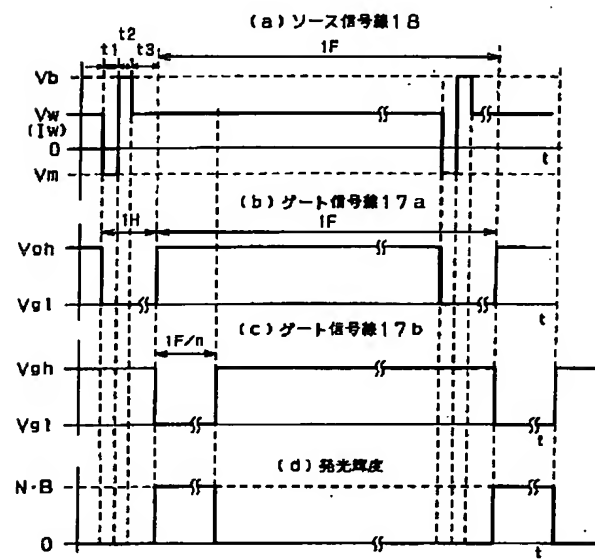 (a)ソース信号線18
t2
t1 t3 1F
Vb
Vw
(Iw)
0
Vm
t
(b)ゲート信号線17a
1H 1F
Vgh
Vgl
t
(c)ゲート信号線17b
1F/n
Vgh
Vgl
t
(d)発光輝度
N・B
0
t